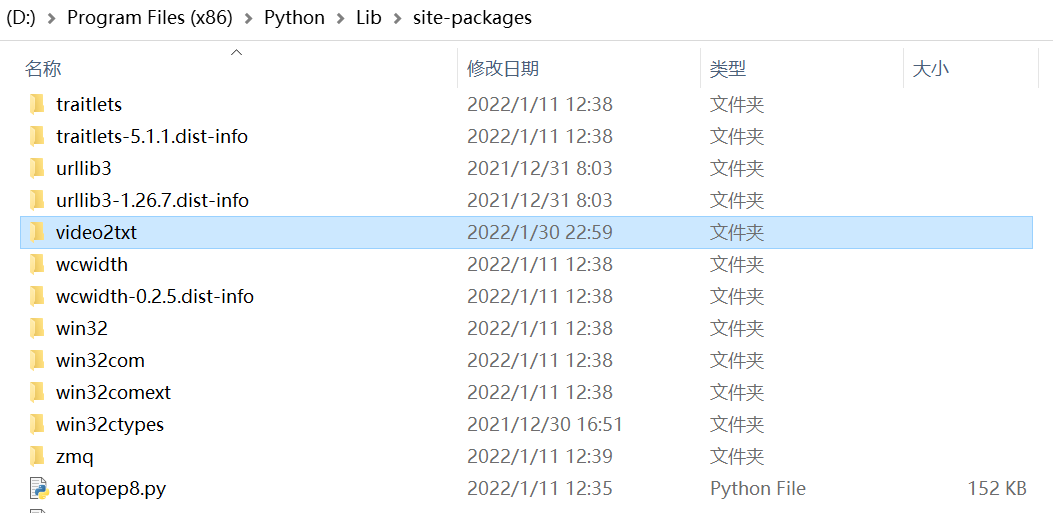 (D:) > Program Files (x86) > Python > Lib > site-packages
名称 修改日期 类型 大小
traitlets 2022/1/11 12:38 文件夹
traitlets-5.1.1.dist-info 2022/1/11 12:38 文件夹
urllib3 2021/12/31 8:03 文件夹
urllib3-1.26.7.dist-info 2021/12/31 8:03 文件夹
video2txt 2022/1/30 22:59 文件夹
wcwidth 2022/1/11 12:38 文件夹
wcwidth-0.2.5.dist-info 2022/1/11 12:38 文件夹
win32 2022/1/11 12:38 文件夹
win32com 2022/1/11 12:38 文件夹
win32comext 2022/1/11 12:38 文件夹
win32ctypes 2021/12/30 16:51 文件夹
zmq 2022/1/11 12:39 文件夹
autopep8.py 2022/1/11 12:35 Python File 152 KB